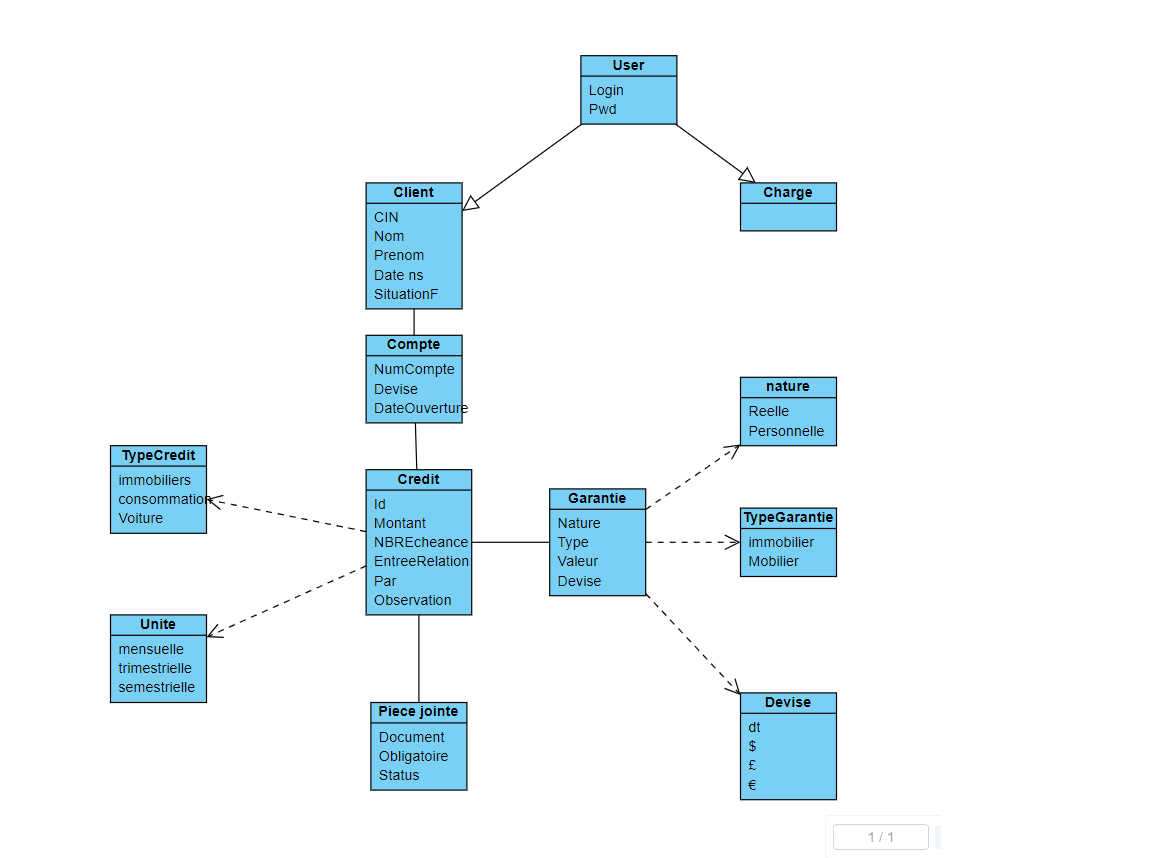 User
Login
Pwd
Client
CIN
Nom
Prenom
Date ns
SituationF
Charge
Compte
NumCompte
Devise
DateOuverture
nature
Reelle
Personnelle
TypeCredit
immobiliers
consommation
Voiture
Credit
Id
Montant
NBREcheance
EntreeRelation
Par
Observation
Garantie
Nature
Type
Valeur
Devise
TypeGarantie
immobilier
Mobilier
Unite
mensuelle
trimestrielle
semestrielle
Piece jointe
Document
Obligatoire
Status
Devise
dt
$
£
€
1 / 1